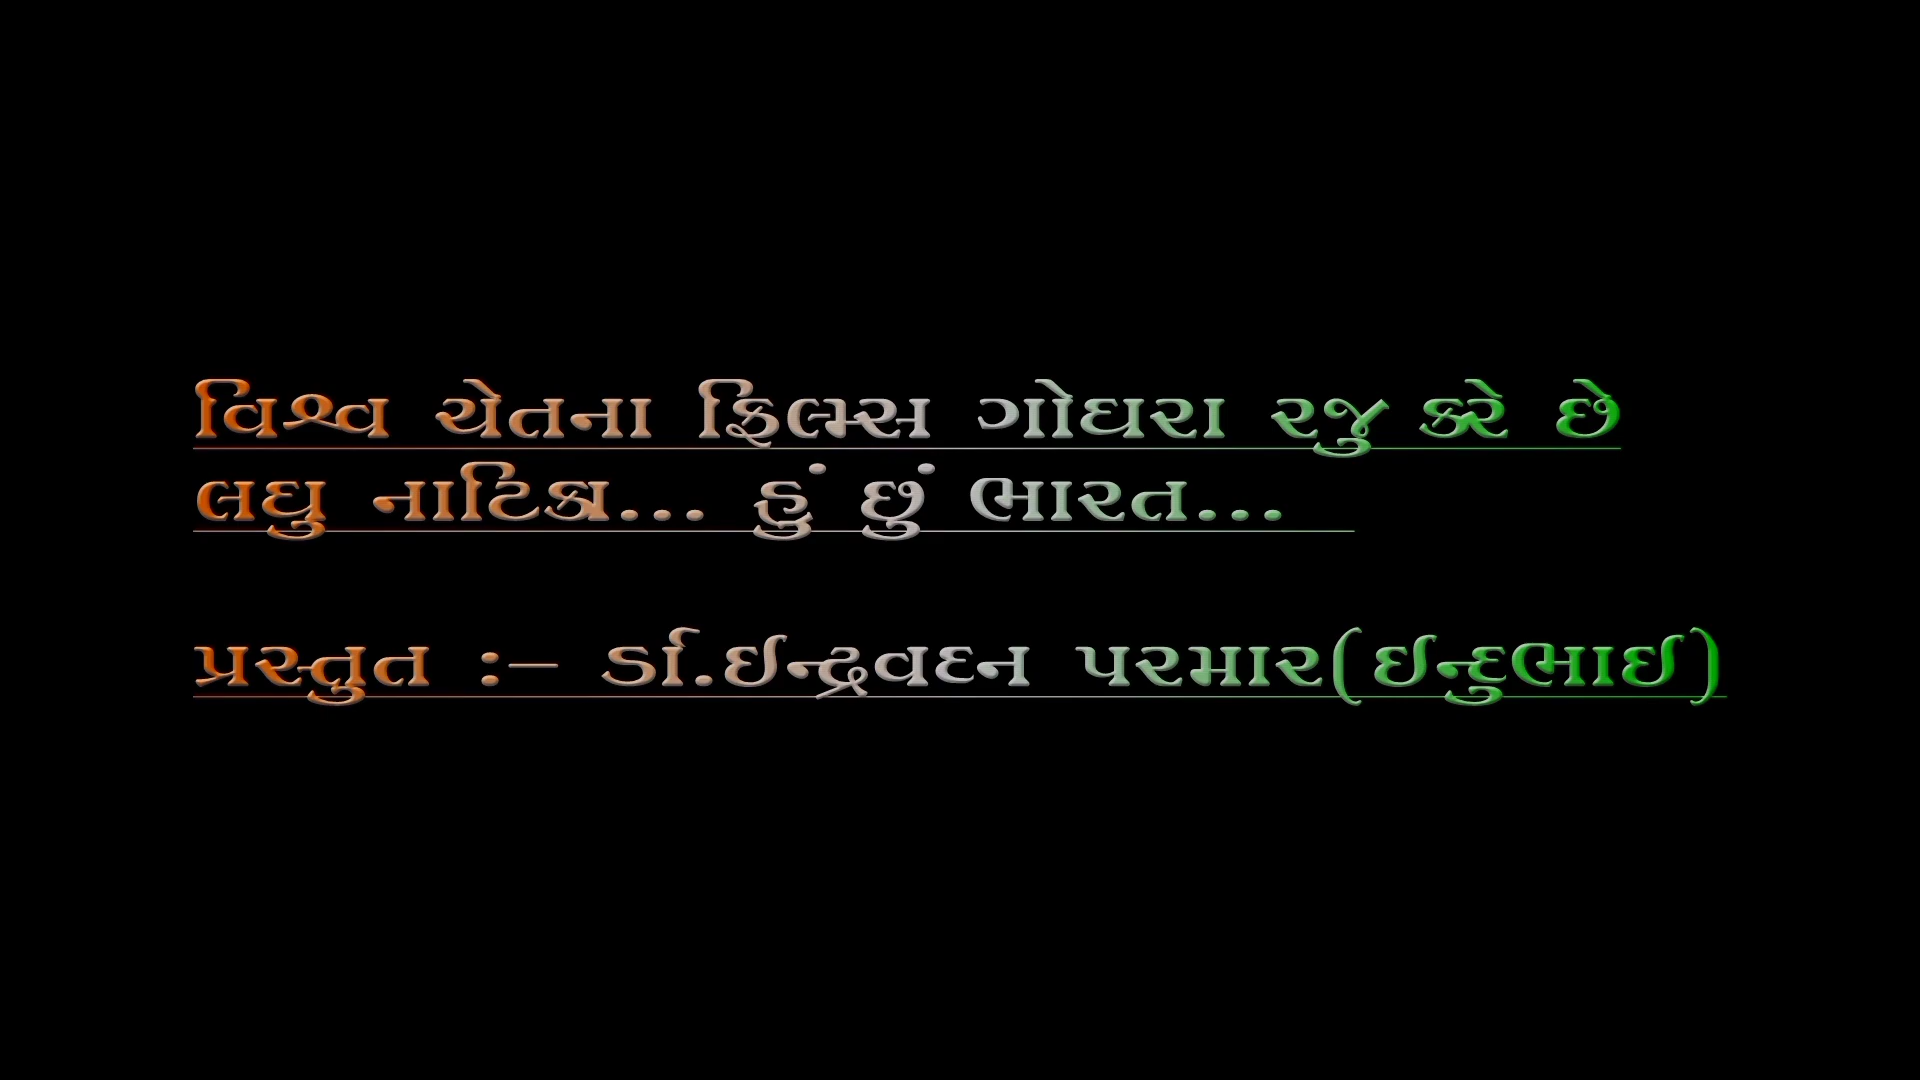 વિશ્વ ચેતના ફિલ્મ્સ ગોધરા રજુ કરે છે
લઘુ નાટિકા... હું છું ભારત...
પ્રસ્તુત :- ર્ડા.ઈન્દ્રવદન પરમાર(ઈન્દુભાઈ)